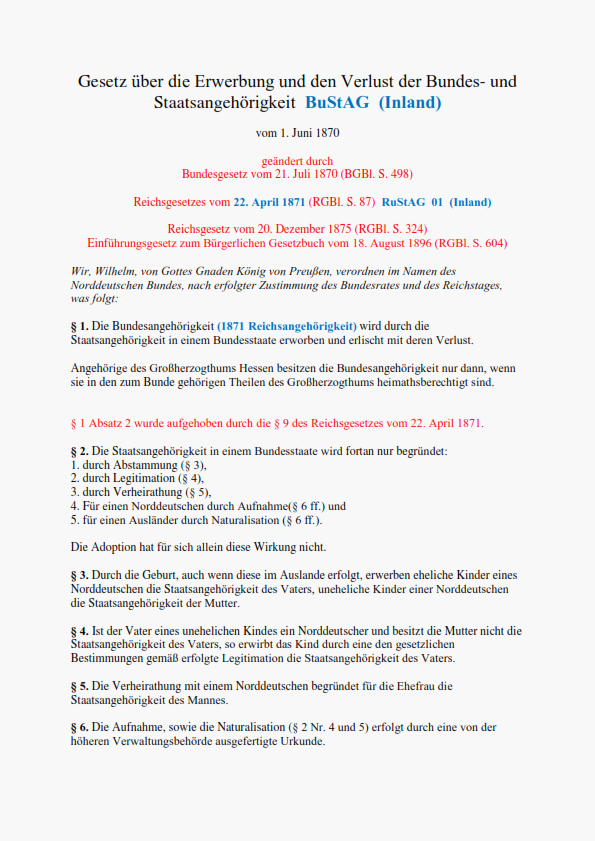 Gesetz über die Erwerbung und den Verlust der Bundes- und
Staatsangehörigkeit BuStAG (Inland)
vom 1. Juni 1870
geändert durch
Bundesgesetz vom 21. Juli 1870 (BGBl. S. 498)
Reichsgesetzes vom 22. April 1871 (RGBl. S. 87) RuStAG 01 (Inland)
Reichsgesetz vom 20. Dezember 1875 (RGBl. S. 324)
Einführungsgesetz zum Bürgerlichen Gesetzbuch vom 18. August 1896 (RGBl. S. 604)
Wir, Wilhelm, von Gottes Gnaden König von Preußen, verordnen im Namen des
Norddeutschen Bundes, nach erfolgter Zustimmung des Bundesrates und des Reichstages,
was folgt:
§ 1. Die Bundesangehörigkeit (1871 Reichsangehörigkeit) wird durch die
Staatsangehörigkeit in einem Bundesstaate erworben und erlischt mit deren Verlust.
Angehörige des Großherzogthums Hessen besitzen die Bundesangehörigkeit nur dann, wenn
sie in den zum Bunde gehörigen Theilen des Großherzogthums heimathsberechtigt sind.
§ 1 Absatz 2 wurde aufgehoben durch die § 9 des Reichsgesetzes vom 22. April 1871.
§ 2. Die Staatsangehörigkeit in einem Bundesstaate wird fortan nur begründet:
1. durch Abstammung (§ 3),
2. durch Legitimation (§ 4),
3. durch Verheirathung (§ 5),
4. Für einen Norddeutschen durch Aufnahme(§ 6 ff.) und
5. für einen Ausländer durch Naturalisation (§ 6 ff.).
Die Adoption hat für sich allein diese Wirkung nicht.
§ 3. Durch die Geburt, auch wenn diese im Auslande erfolgt, erwerben eheliche Kinder eines
Norddeutschen die Staatsangehörigkeit des Vaters, uneheliche Kinder einer Norddeutschen
die Staatsangehörigkeit der Mutter.
§ 4. Ist der Vater eines unehelichen Kindes ein Norddeutscher und besitzt die Mutter nicht die
Staatsangehörigkeit des Vaters, so erwirbt das Kind durch eine den gesetzlichen
Bestimmungen gemäß erfolgte Legitimation die Staatsangehörigkeit des Vaters.
§ 5. Die Verheirathung mit einem Norddeutschen begründet für die Ehefrau die
Staatsangehörigkeit des Mannes.
§ 6. Die Aufnahme, sowie die Naturalisation (§ 2 Nr. 4 und 5) erfolgt durch eine von der
höheren Verwaltungsbehörde ausgefertigte Urkunde.